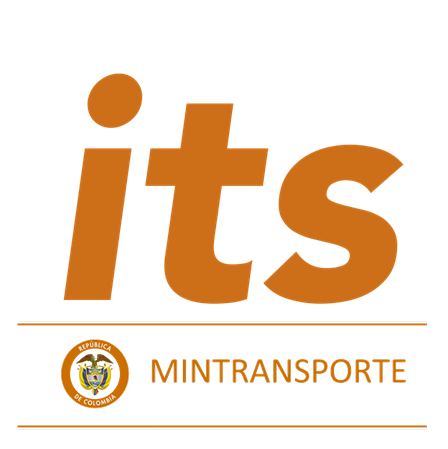 its
REPÚBLICA
DE COLOMBIA
MINTRANSPORTE